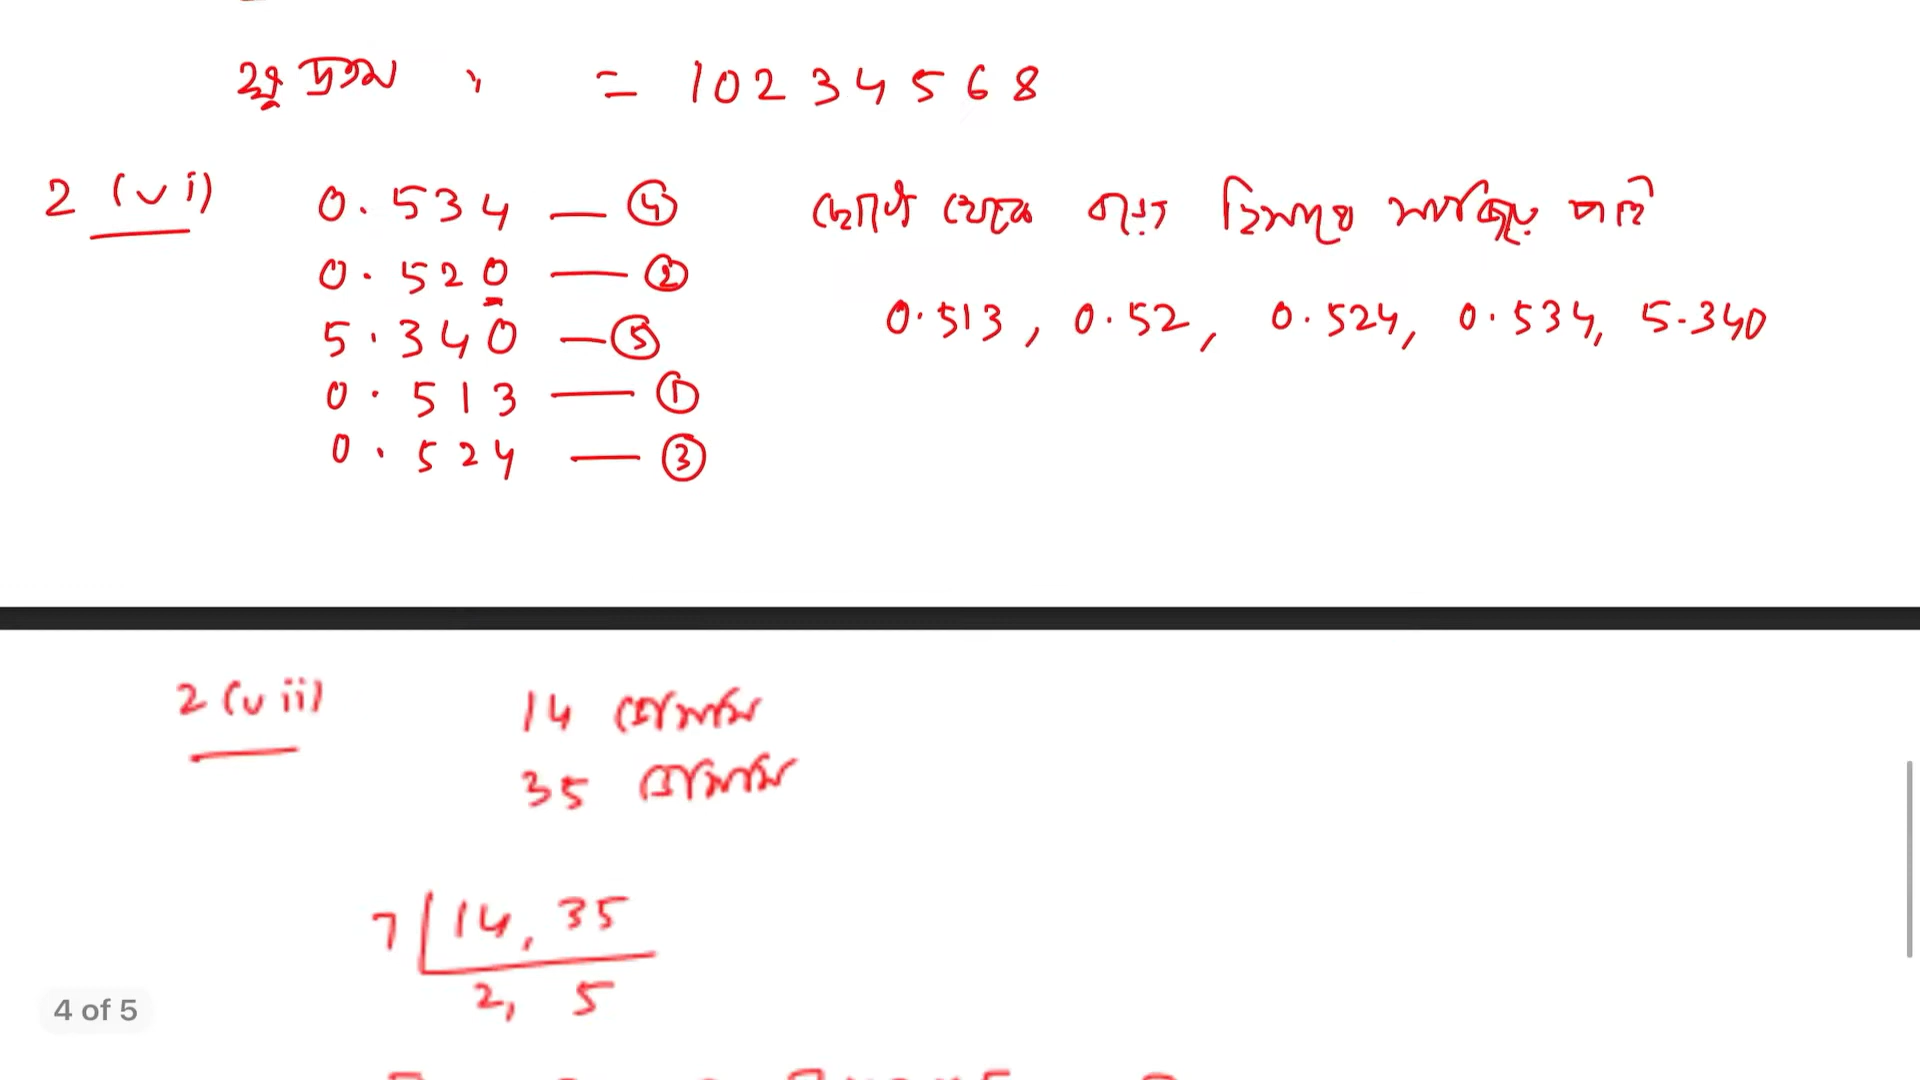 ক্ষুদ্রতম " = 10234568
2 (vi) 0.534 — ④ ছোট থেকে বড় হিসাবে সাজিয়ে পাই
0.520 — ② 0.513, 0.52, 0.524, 0.534, 5.340
5.340 — ⑤
0.513 — ①
0.524 — ③
2 (vii) 14 সেমি
35 সেমি
7 | 14, 35
2, 5
4 of 5